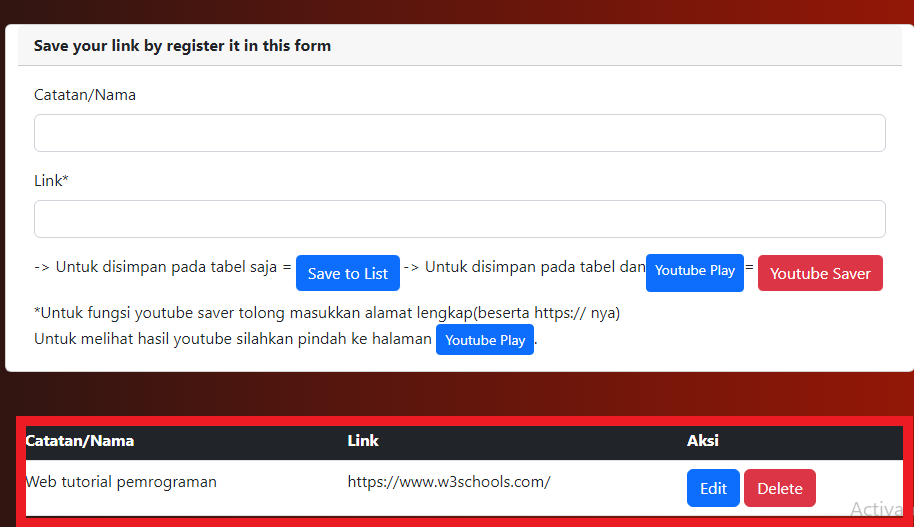 Save your link by register it in this form
Catatan/Nama
Link*
-> Untuk disimpan pada tabel saja = Save to List -> Untuk disimpan pada tabel dan Youtube Play = Youtube Saver
*Untuk fungsi youtube saver tolong masukkan alamat lengkap(beserta https:// nya)
Untuk melihat hasil youtube silahkan pindah ke halaman Youtube Play.
Catatan/Nama Link Aksi
Web tutorial pemrograman https://www.w3schools.com/ Edit Delete
Activa